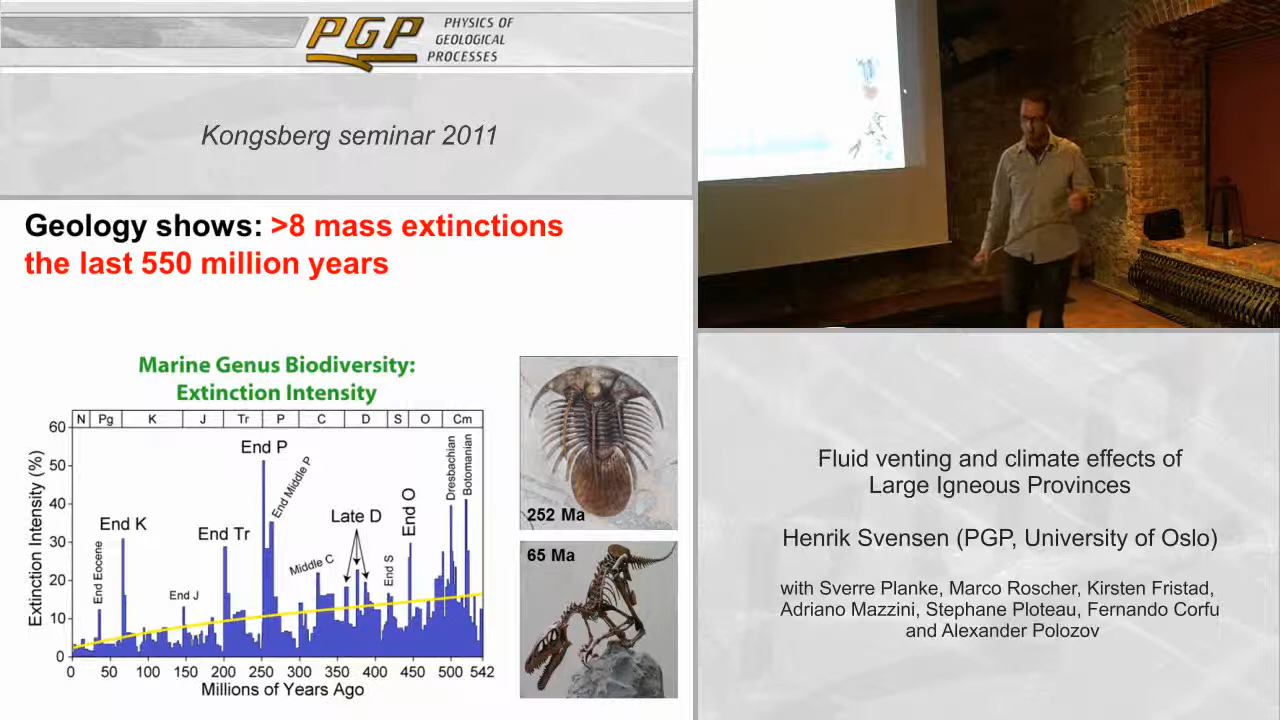 PGP
PHYSICS OF
GEOLOGICAL
PROCESSES
Kongsberg seminar 2011
Geology shows: >8 mass extinctions
the last 550 million years
Marine Genus Biodiversity:
Extinction Intensity
N Pg K J Tr P C D S O Cm
60
50
40
30
20
10
0
Extinction Intensity (%)
End Eocene
End K
End J
End Tr
End P
End Middle P
Middle C
Late D
End S
End O
Dresbachian
Botomanian
0 50 100 150 200 250 300 350 400 450 500 542
Millions of Years Ago
252 Ma
65 Ma
Fluid venting and climate effects of
Large Igneous Provinces
Henrik Svensen (PGP, University of Oslo)
with Sverre Planke, Marco Roscher, Kirsten Fristad,
Adriano Mazzini, Stephane Ploteau, Fernando Corfu
and Alexander Polozov